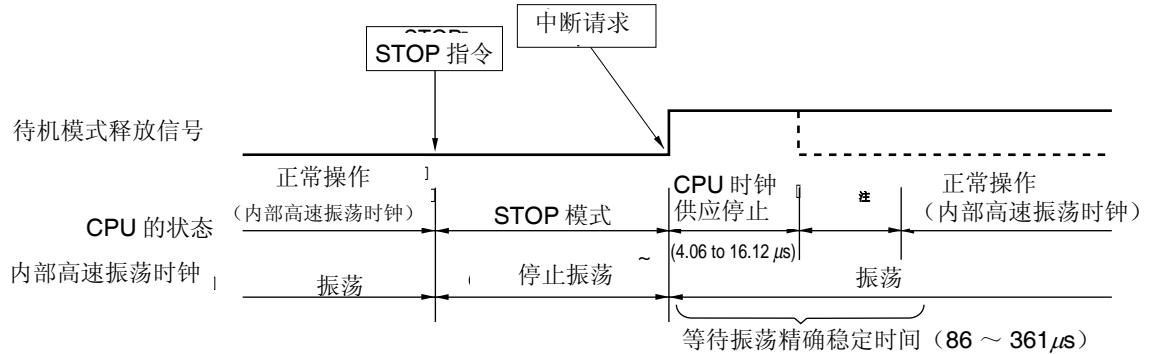 中断请求
STOP 指令
待机模式释放信号
正常操作
（内部高速振荡时钟）
CPU 时钟
供应停止
注
正常操作
（内部高速振荡时钟）
CPU 的状态
STOP 模式
(4.06 to 16.12 μs)
内部高速振荡时钟
振荡
停止振荡
振荡
等待振荡精确稳定时间（86 ～ 361μs）